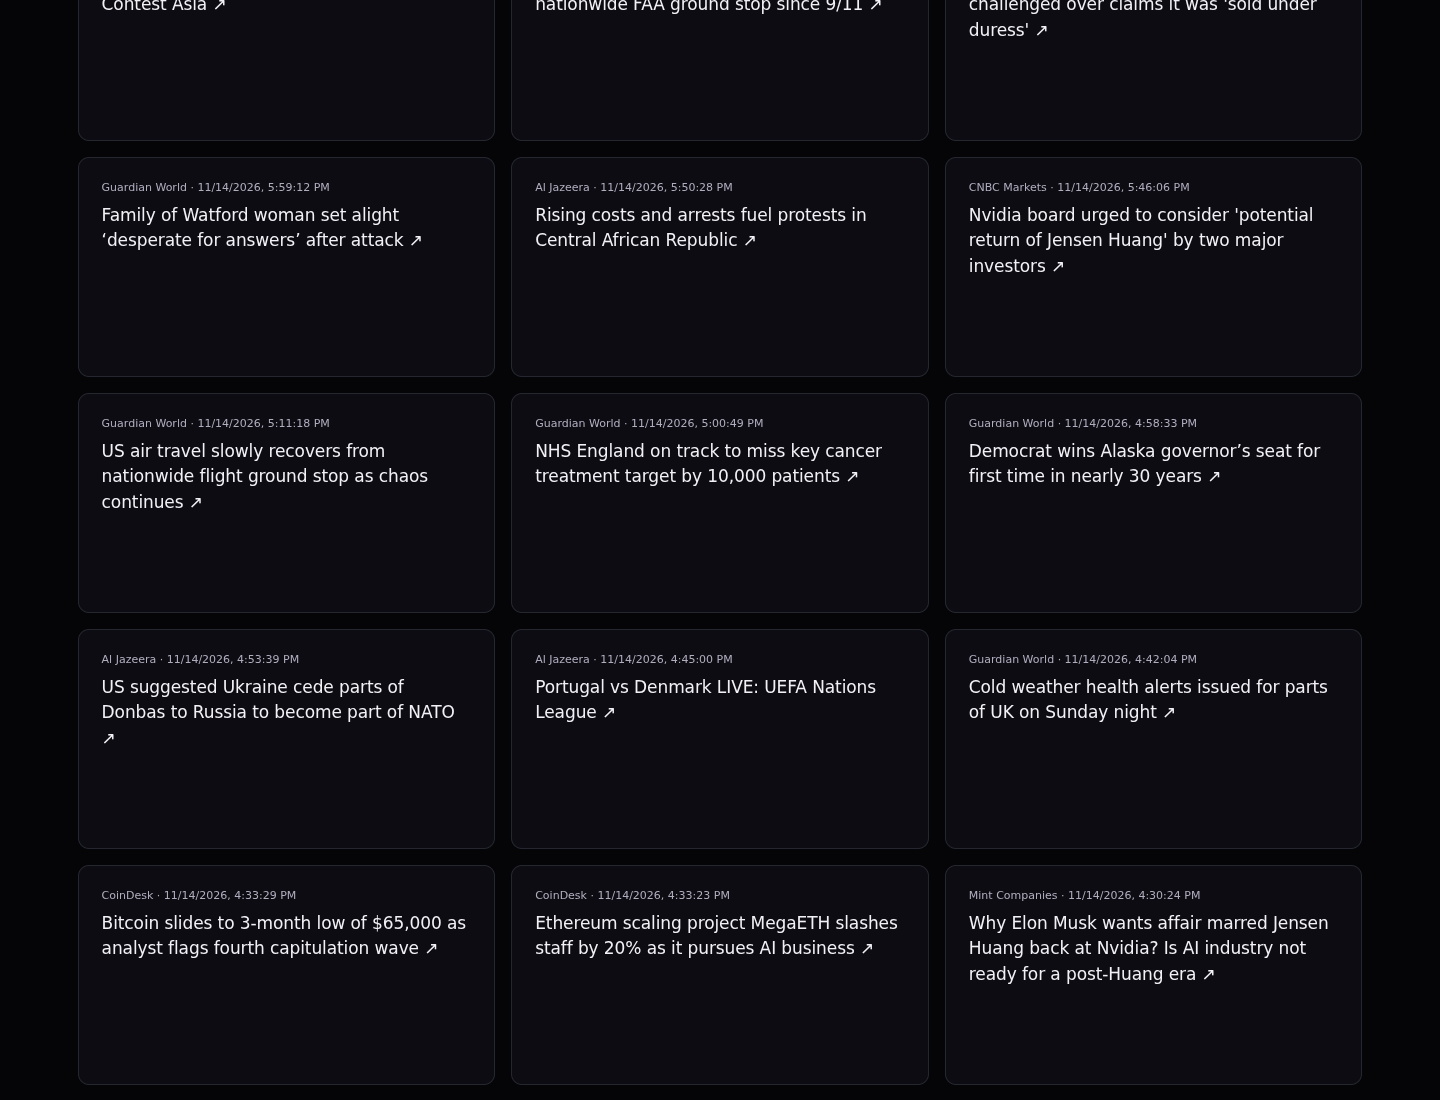 Contest Asia ↗
nationwide FAA ground stop since 9/11 ↗
challenged over claims it was 'sold under
duress' ↗
Guardian World · 11/14/2026, 5:59:12 PM
Family of Watford woman set alight
‘desperate for answers’ after attack ↗
Al Jazeera · 11/14/2026, 5:50:28 PM
Rising costs and arrests fuel protests in
Central African Republic ↗
CNBC Markets · 11/14/2026, 5:46:06 PM
Nvidia board urged to consider 'potential
return of Jensen Huang' by two major
investors ↗
Guardian World · 11/14/2026, 5:11:18 PM
US air travel slowly recovers from
nationwide flight ground stop as chaos
continues ↗
Guardian World · 11/14/2026, 5:00:49 PM
NHS England on track to miss key cancer
treatment target by 10,000 patients ↗
Guardian World · 11/14/2026, 4:58:33 PM
Democrat wins Alaska governor’s seat for
first time in nearly 30 years ↗
Al Jazeera · 11/14/2026, 4:53:39 PM
US suggested Ukraine cede parts of
Donbas to Russia to become part of NATO
↗
Al Jazeera · 11/14/2026, 4:45:00 PM
Portugal vs Denmark LIVE: UEFA Nations
League ↗
Guardian World · 11/14/2026, 4:42:04 PM
Cold weather health alerts issued for parts
of UK on Sunday night ↗
CoinDesk · 11/14/2026, 4:33:29 PM
Bitcoin slides to 3-month low of $65,000 as
analyst flags fourth capitulation wave ↗
CoinDesk · 11/14/2026, 4:33:23 PM
Ethereum scaling project MegaETH slashes
staff by 20% as it pursues AI business ↗
Mint Companies · 11/14/2026, 4:30:24 PM
Why Elon Musk wants affair marred Jensen
Huang back at Nvidia? Is AI industry not
ready for a post-Huang era ↗